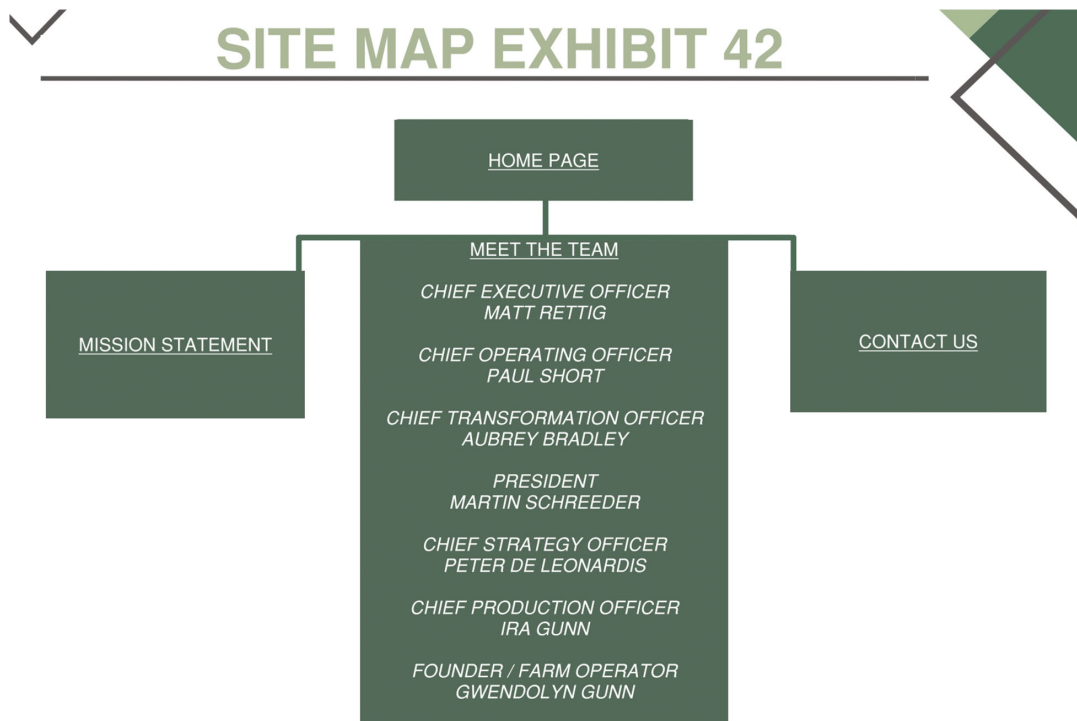 SITE MAP EXHIBIT 42
HOME PAGE
MISSION STATEMENT
MEET THE TEAM
CHIEF EXECUTIVE OFFICER
MATT RETTIG
CHIEF OPERATING OFFICER
PAUL SHORT
CHIEF TRANSFORMATION OFFICER
AUBREY BRADLEY
PRESIDENT
MARTIN SCHREEDER
CHIEF STRATEGY OFFICER
PETER DE LEONARDIS
CHIEF PRODUCTION OFFICER
IRA GUNN
FOUNDER / FARM OPERATOR
GWENDOLYN GUNN
CONTACT US